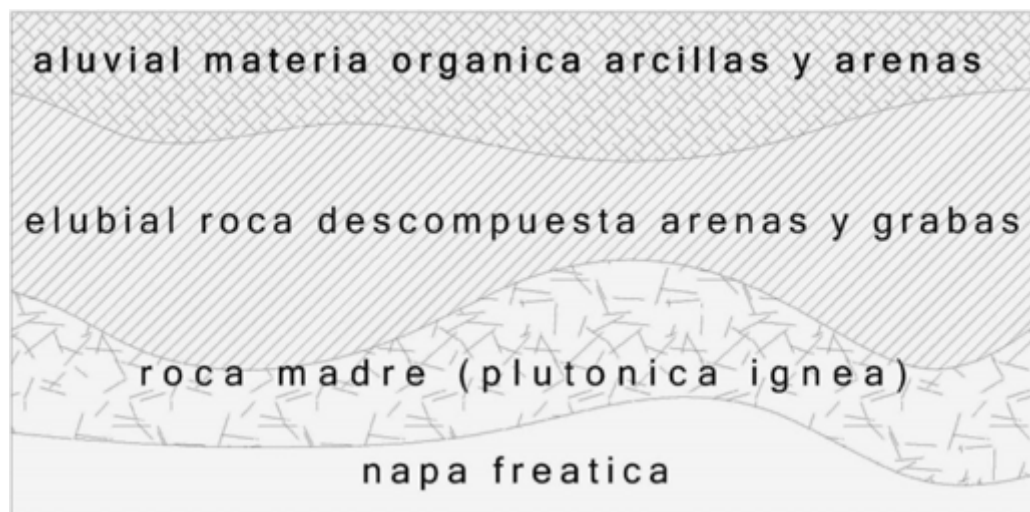 aluvial materia organica arcillas y arenas
elubial roca descompuesta arenas y grabas
roca madre (plutonica ignea)
napa freatica